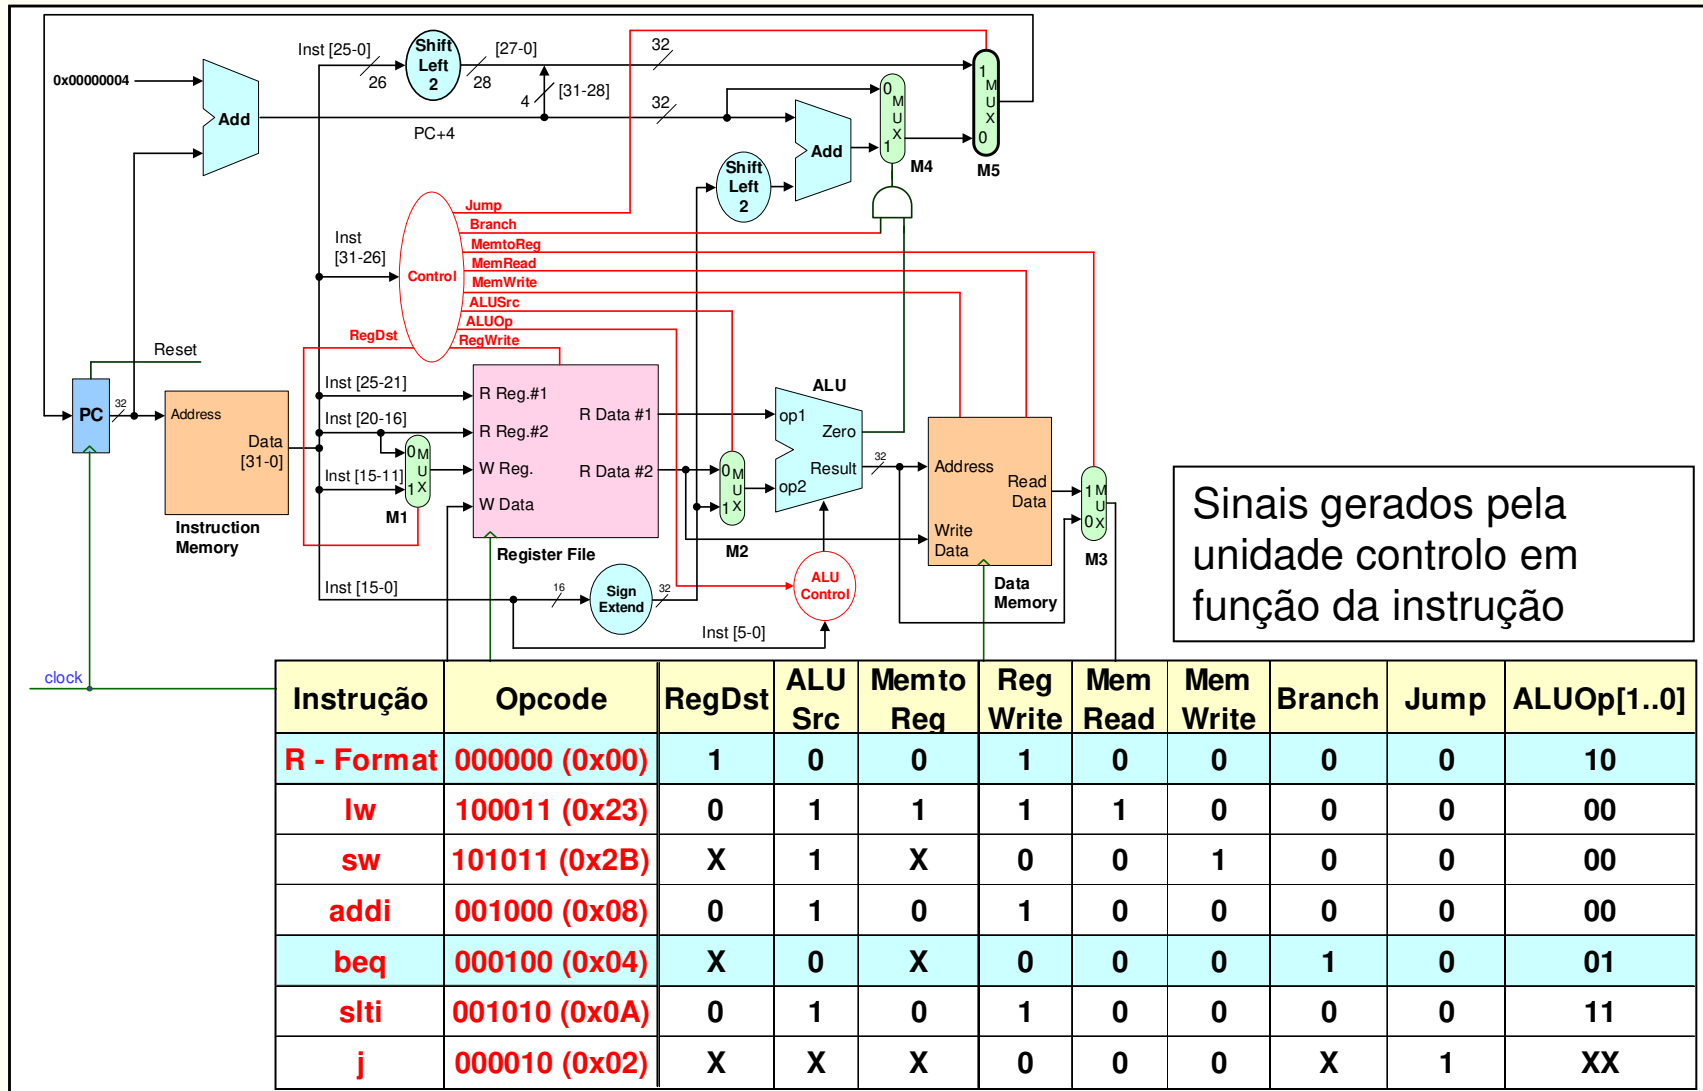 Inst [25-0]
26
Shift
Left
2
[27-0]
28
32
0x00000004
Add
4
[31-28]
PC+4
32
0
M
U
X
1
M4
1
M
U
X
0
M5
Add
Shift
Left
2
Inst
[31-26]
Control
Jump
Branch
MemtoReg
MemRead
MemWrite
ALUSrc
ALUOp
RegWrite
RegDst
Reset
PC
32
Address
Data
[31-0]
Instruction
Memory
Inst [25-21]
Inst [20-16]
Inst [15-11]
0 M
U
1 X
M1
R Reg.#1
R Reg.#2
W Reg.
W Data
R Data #1
R Data #2
Register File
0 M
U
1 X
M2
ALU
op1
Zero
Result
op2
32
Address
Read
Data
Write
Data
Data
Memory
1 M
U
0 X
M3
Inst [15-0]
16
Sign
Extend
32
ALU
Control
Inst [5-0]
clock
Sinais gerados pela
unidade controlo em
função da instrução
Instrução Opcode RegDst ALU Src Memto Reg Reg Write Mem Read Mem Write Branch Jump ALUOp[1..0]
R - Format 000000 (0x00) 1 0 0 1 0 0 0 0 10
lw 100011 (0x23) 0 1 1 1 1 0 0 0 00
sw 101011 (0x2B) X 1 X 0 0 1 0 0 00
addi 001000 (0x08) 0 1 0 1 0 0 0 0 00
beq 000100 (0x04) X 0 X 0 0 0 1 0 01
slti 001010 (0x0A) 0 1 0 1 0 0 0 0 11
j 000010 (0x02) X X X 0 0 0 X 1 XX